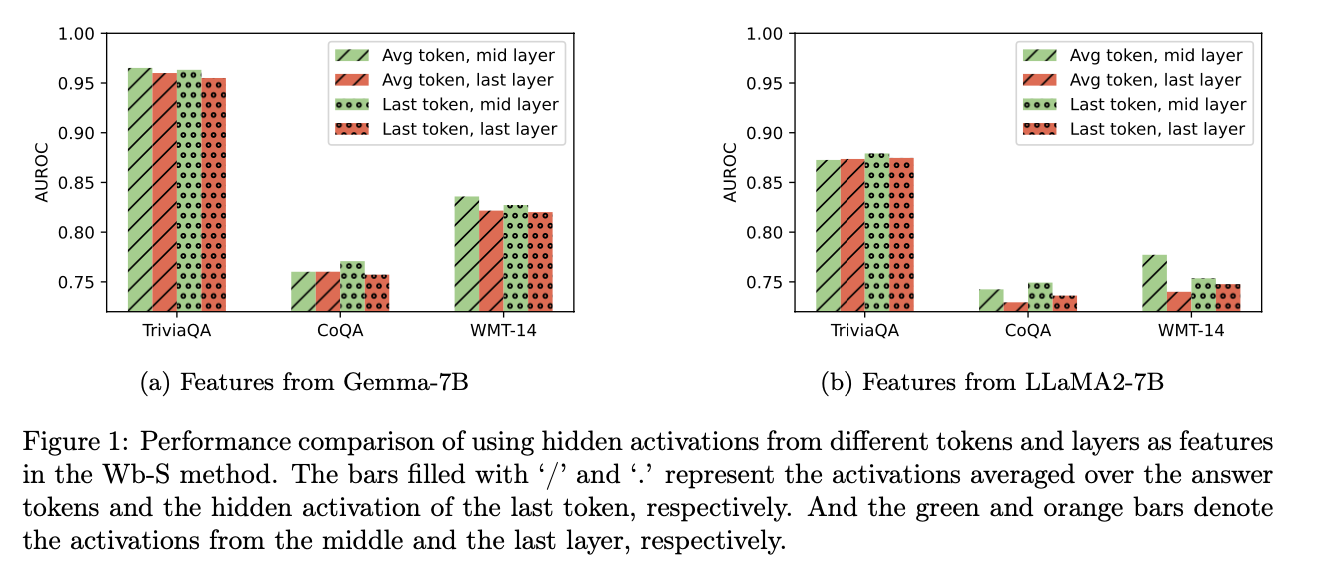 1.00
0.95
0.90
0.85
0.80
0.75
AUROC
Avg token, mid layer
Avg token, last layer
Last token, mid layer
Last token, last layer
TriviaQA CoQA WMT-14
(a) Features from Gemma-7B
1.00
0.95
0.90
0.85
0.80
0.75
AUROC
Avg token, mid layer
Avg token, last layer
Last token, mid layer
Last token, last layer
TriviaQA CoQA WMT-14
(b) Features from LLaMA2-7B
Figure 1: Performance comparison of using hidden activations from different tokens and layers as features
in the Wb-S method. The bars filled with ‘/’ and ‘.’ represent the activations averaged over the answer
tokens and the hidden activation of the last token, respectively. And the green and orange bars denote
the activations from the middle and the last layer, respectively.